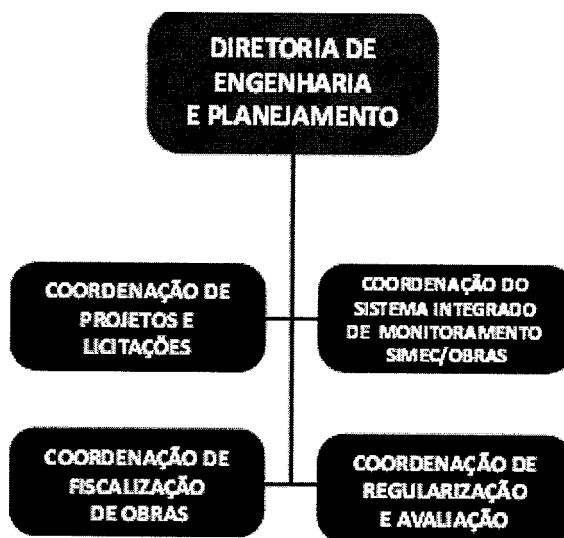 DIRETORIA DE
ENGENHARIA
E PLANEJAMENTO
COORDENAÇÃO DE
PROJETOS E
LICITAÇÕES
COORDENAÇÃO DO
SISTEMA INTEGRADO
DE MONITORAMENTO
SIMEC/OBRAS
COORDENAÇÃO DE
FISCALIZAÇÃO
DE OBRAS
COORDENAÇÃO DE
REGULARIZAÇÃO
E AVALIAÇÃO